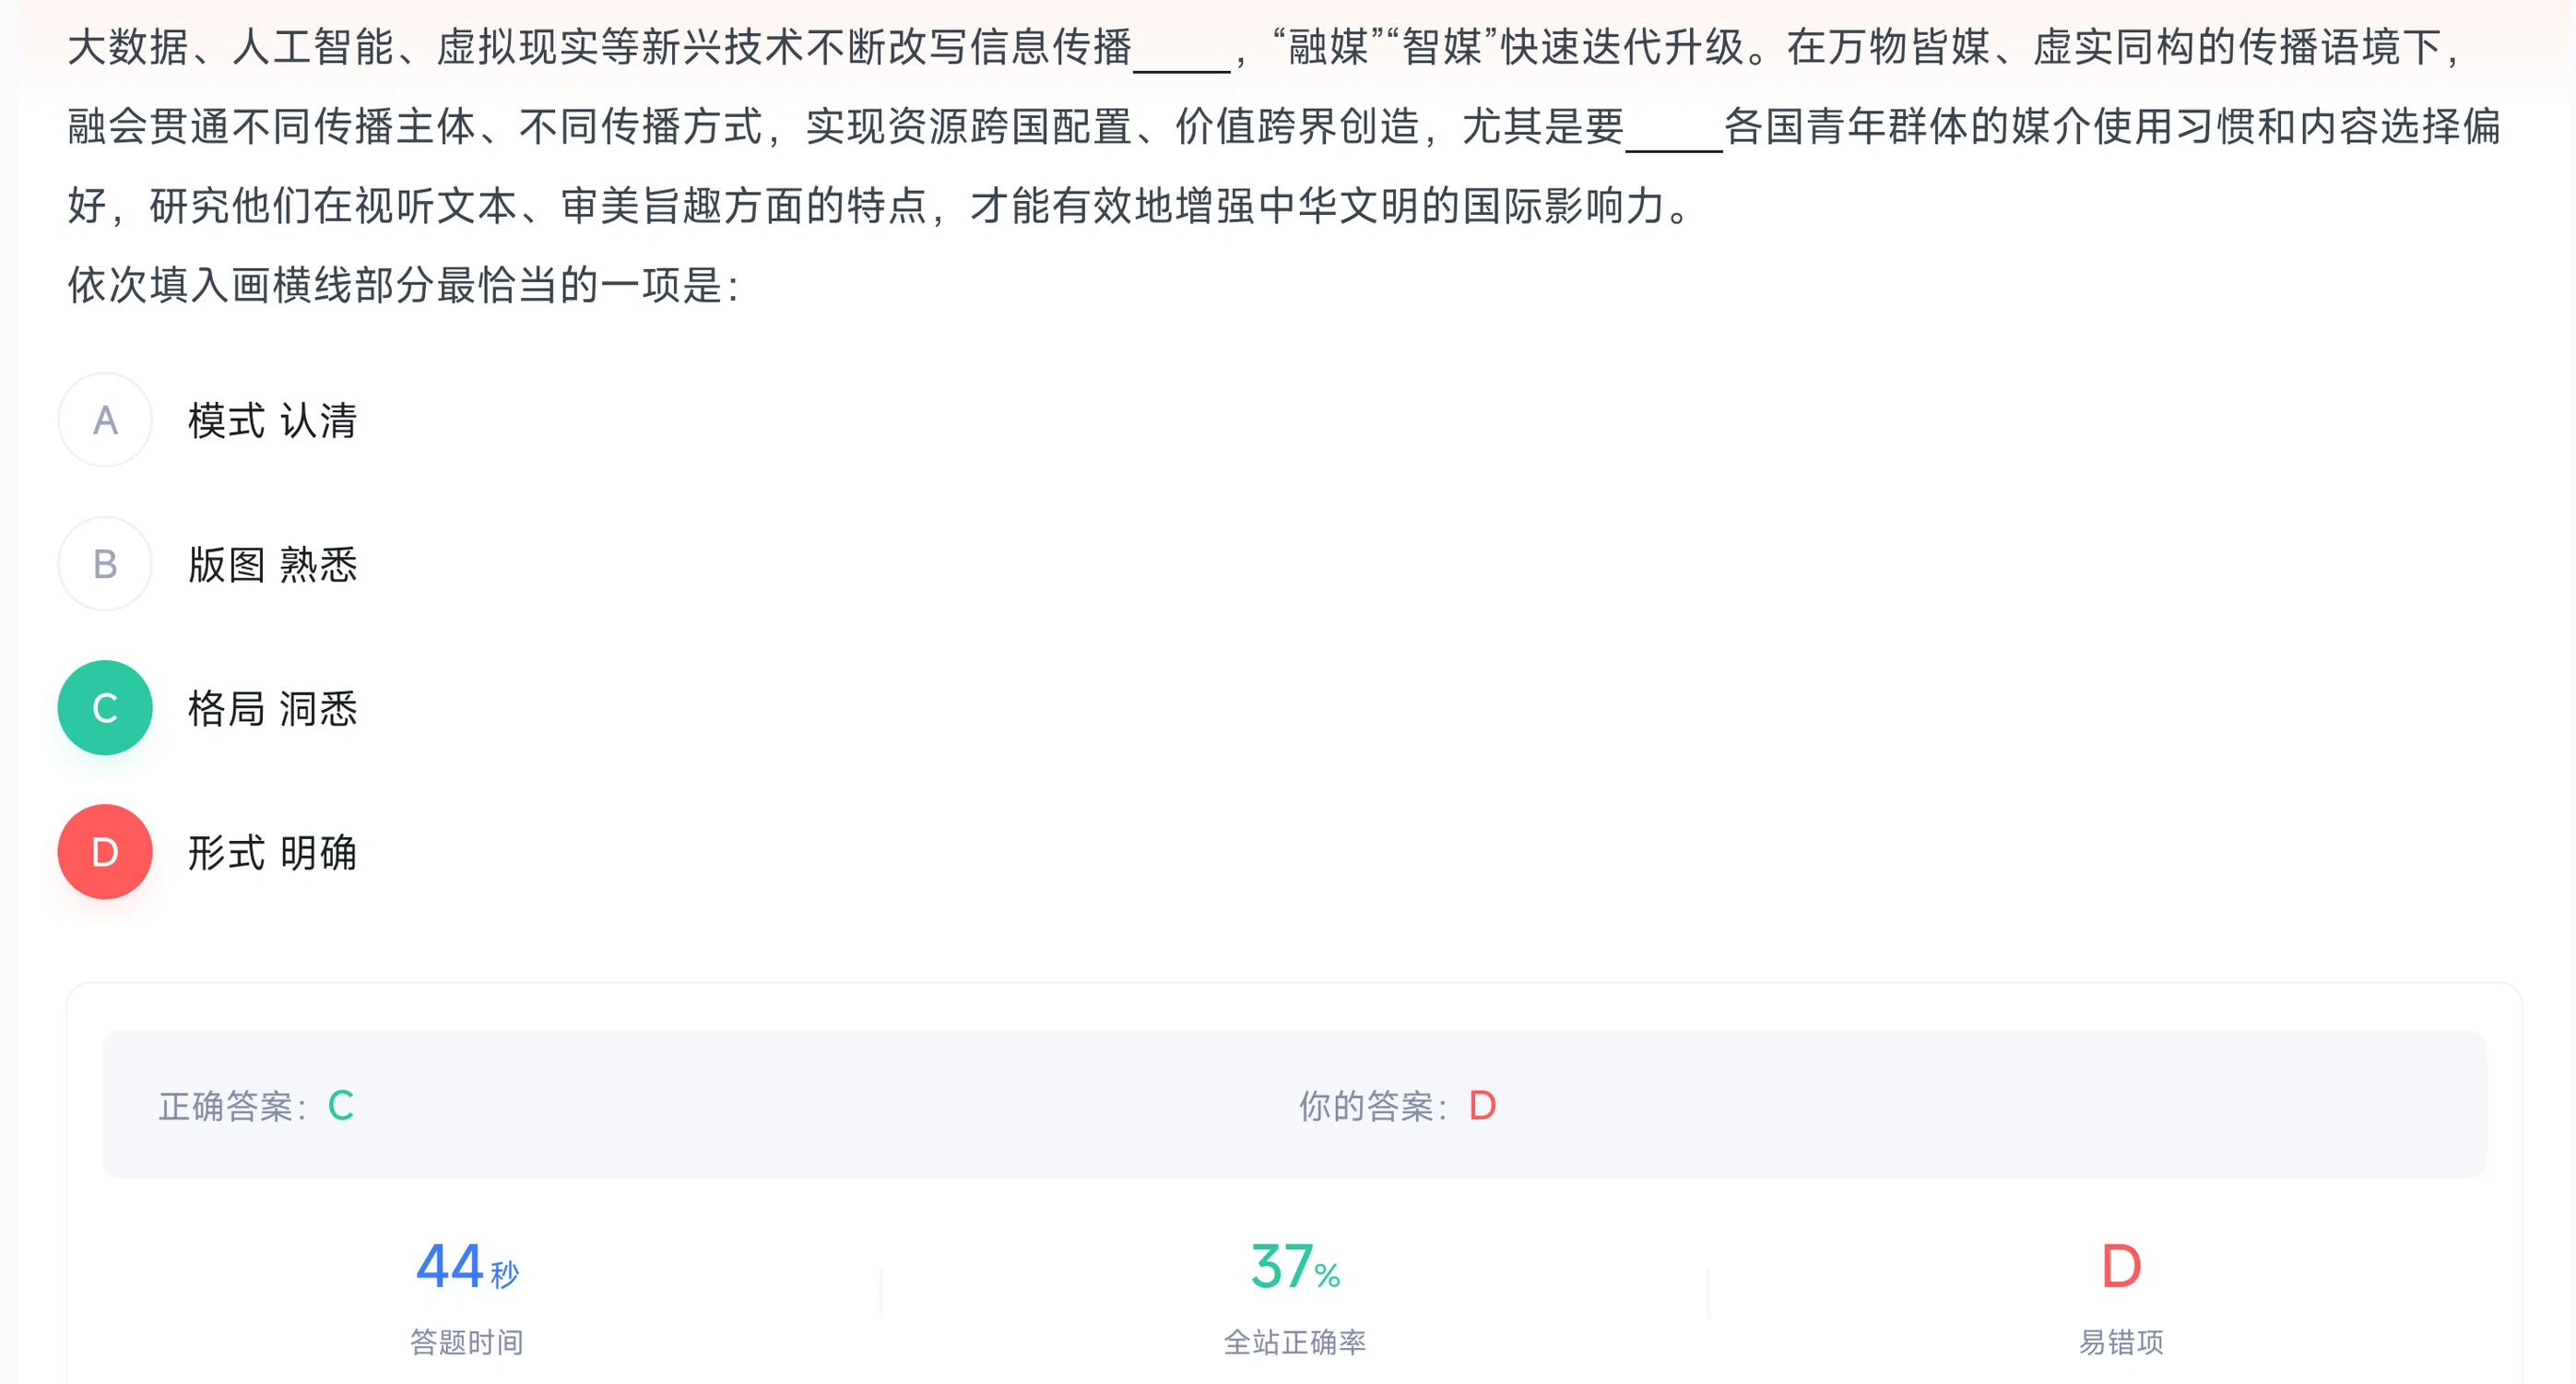 大数据、人工智能、虚拟现实等新兴技术不断改写信息传播_____，“融媒”“智媒”快速迭代升级。在万物皆媒、虚实同构的传播语境下，
融会贯通不同传播主体、不同传播方式，实现资源跨国配置、价值跨界创造，尤其是要_____各国青年群体的媒介使用习惯和内容选择偏
好，研究他们在视听文本、审美旨趣方面的特点，才能有效地增强中华文明的国际影响力。
依次填入画横线部分最恰当的一项是：
A 模式 认清
B 版图 熟悉
C 格局 洞悉
D 形式 明确
正确答案：C 你的答案：D
44秒 37% D
答题时间 全站正确率 易错项